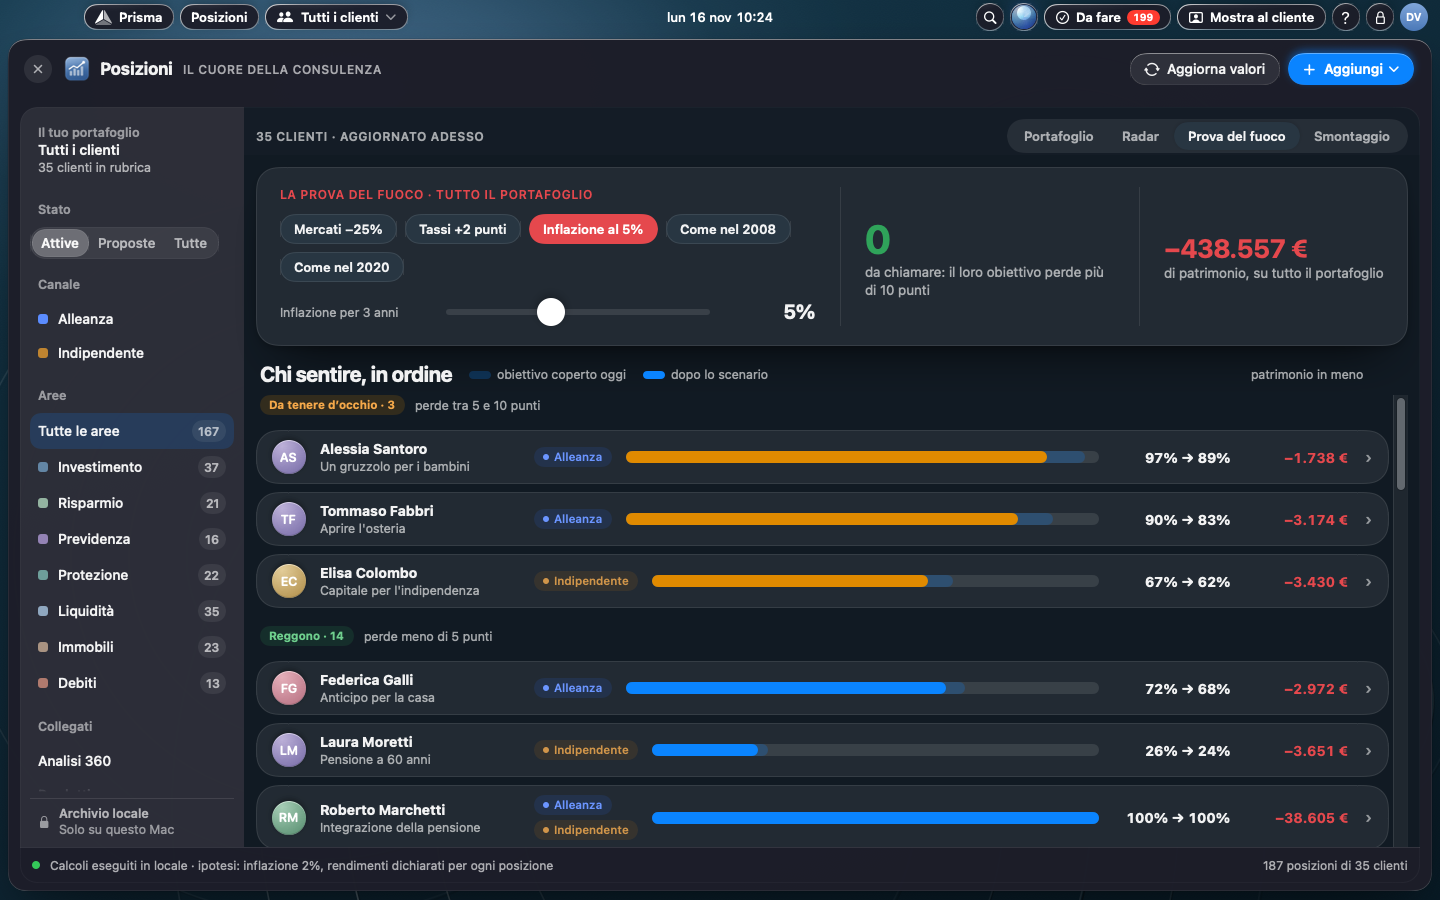 Prisma
Posizioni
Tutti i clienti
lun 16 nov 10:24
Da fare 199
Mostra al cliente
?
DV
Posizioni IL CUORE DELLA CONSULENZA
Aggiorna valori
+ Aggiungi
Il tuo portafoglio
Tutti i clienti
35 clienti in rubrica
Stato
Attive Proposte Tutte
Canale
Alleanza
Indipendente
Aree
Tutte le aree 167
Investimento 37
Risparmio 21
Previdenza 16
Protezione 22
Liquidità 35
Immobili 23
Debiti 13
Collegati
Analisi 360
Archivio locale
Solo su questo Mac
35 CLIENTI · AGGIORNATO ADESSO
Portafoglio Radar Prova del fuoco Smontaggio
LA PROVA DEL FUOCO · TUTTO IL PORTAFOGLIO
Mercati −25% Tassi +2 punti Inflazione al 5% Come nel 2008
Come nel 2020
Inflazione per 3 anni 5%
0
da chiamare: il loro obiettivo perde più
di 10 punti
−438.557 €
di patrimonio, su tutto il portafoglio
Chi sentire, in ordine obiettivo coperto oggi dopo lo scenario patrimonio in meno
Da tenere d'occhio · 3 perde tra 5 e 10 punti
AS Alessia Santoro
Un gruzzolo per i bambini
Alleanza 97% → 89% −1.738 €
TF Tommaso Fabbri
Aprire l'osteria
Alleanza 90% → 83% −3.174 €
EC Elisa Colombo
Capitale per l'indipendenza
Indipendente 67% → 62% −3.430 €
Reggono · 14 perde meno di 5 punti
FG Federica Galli
Anticipo per la casa
Alleanza 72% → 68% −2.972 €
LM Laura Moretti
Pensione a 60 anni
Indipendente 26% → 24% −3.651 €
RM Roberto Marchetti
Integrazione della pensione
Alleanza
Indipendente 100% → 100% −38.605 €
Calcoli eseguiti in locale · ipotesi: inflazione 2%, rendimenti dichiarati per ogni posizione
187 posizioni di 35 clienti